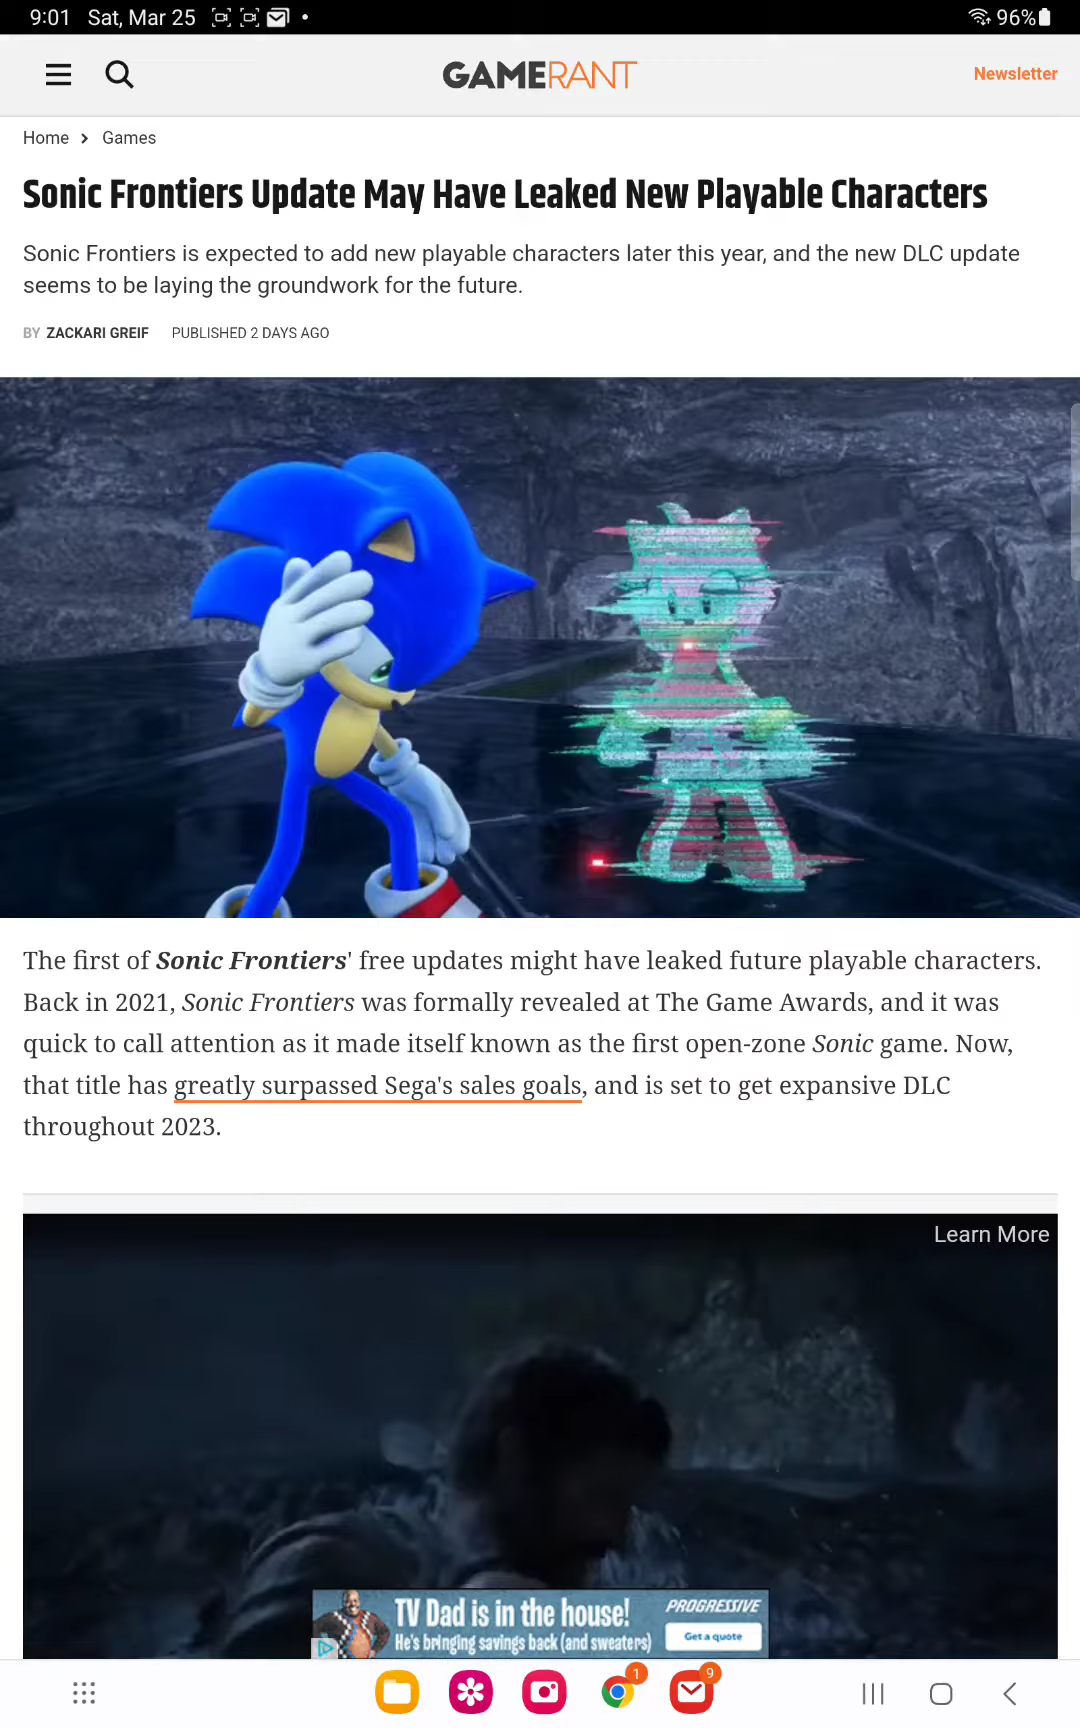 9:01 Sat, Mar 25
96%
GAMERANT
Newsletter
Home > Games
Sonic Frontiers Update May Have Leaked New Playable Characters
Sonic Frontiers is expected to add new playable characters later this year, and the new DLC update
seems to be laying the groundwork for the future.
BY ZACKARI GREIF PUBLISHED 2 DAYS AGO
The first of Sonic Frontiers' free updates might have leaked future playable characters.
Back in 2021, Sonic Frontiers was formally revealed at The Game Awards, and it was
quick to call attention as it made itself known as the first open-zone Sonic game. Now,
that title has greatly surpassed Sega's sales goals, and is set to get expansive DLC
throughout 2023.
Learn More
TV Dad is in the house!
He's bringing savings back (and sweaters)
PROGRESSIVE
Get a quote
1
9